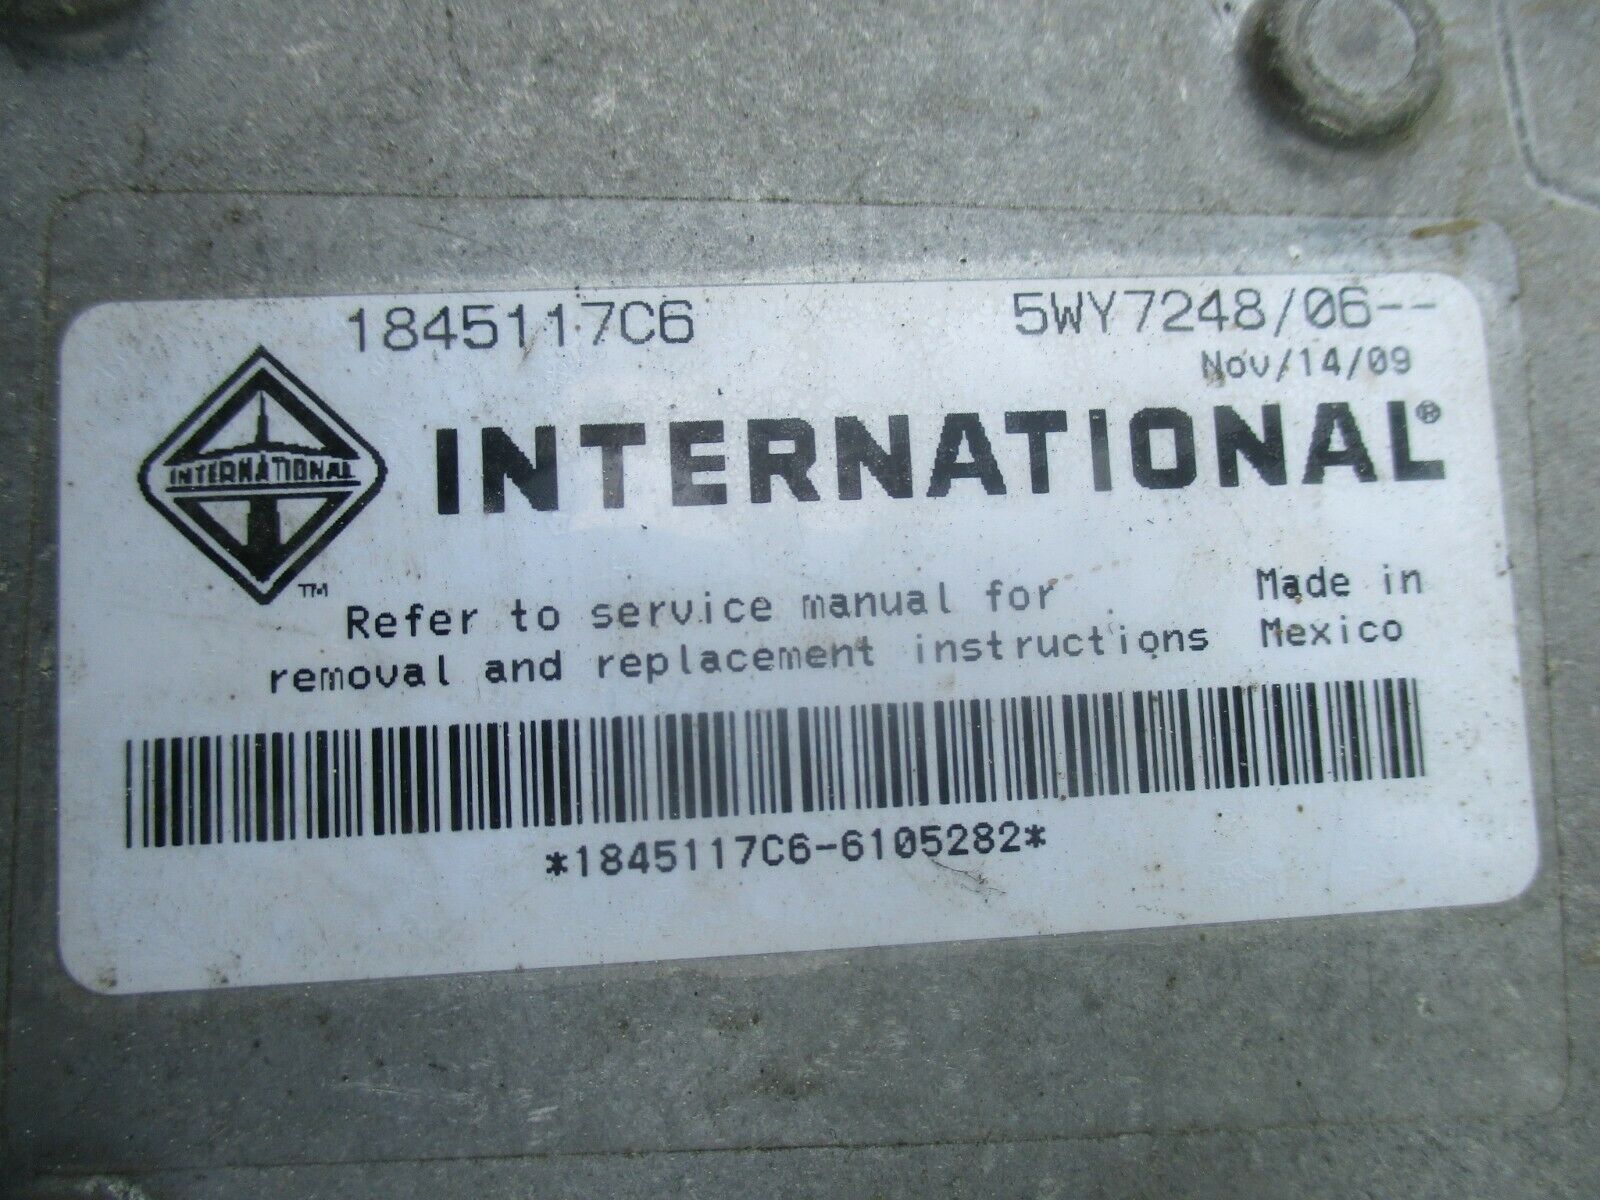 1845117C6
5WY7248/06--
Nov/14/09
INTERNATIONAL
TM
INTERNATIONAL®
Refer to service manual for
removal and replacement instructions
Made in
Mexico
*1845117C6-6105282*